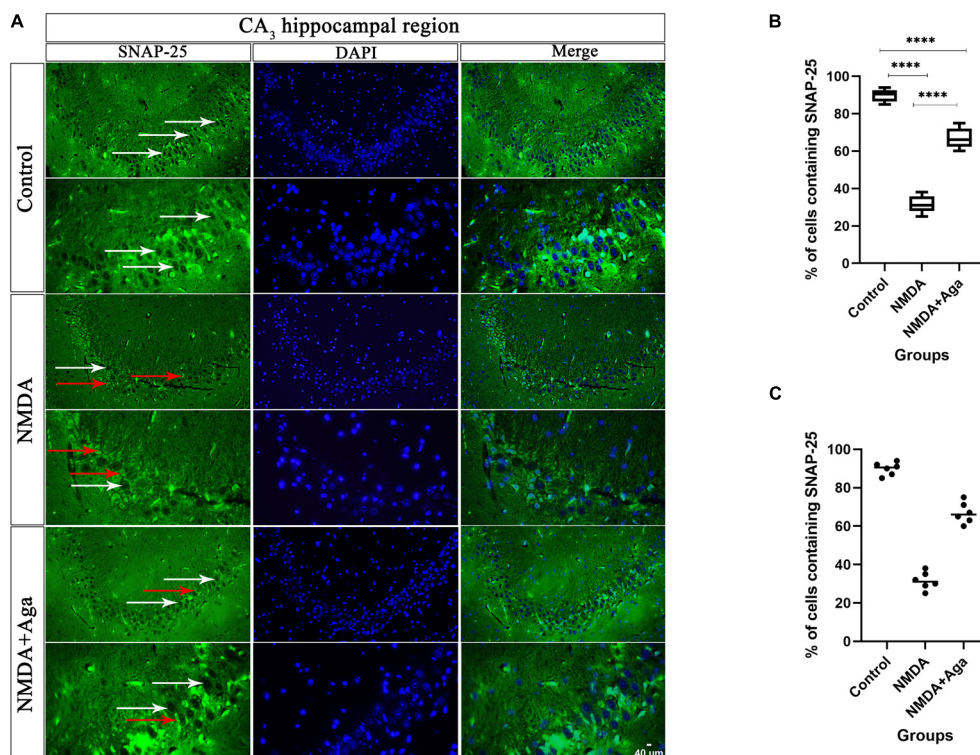 A
CA3 hippocampal region
SNAP-25 DAPI Merge
Control
NMDA
NMDA+Aga
40 µm
B
% of cells containing SNAP-25
100
80
60
40
20
0
****
****
****
Control
NMDA
NMDA+Aga
Groups
C
% of cells containing SNAP-25
100
80
60
40
20
0
Control
NMDA
NMDA+Aga
Groups